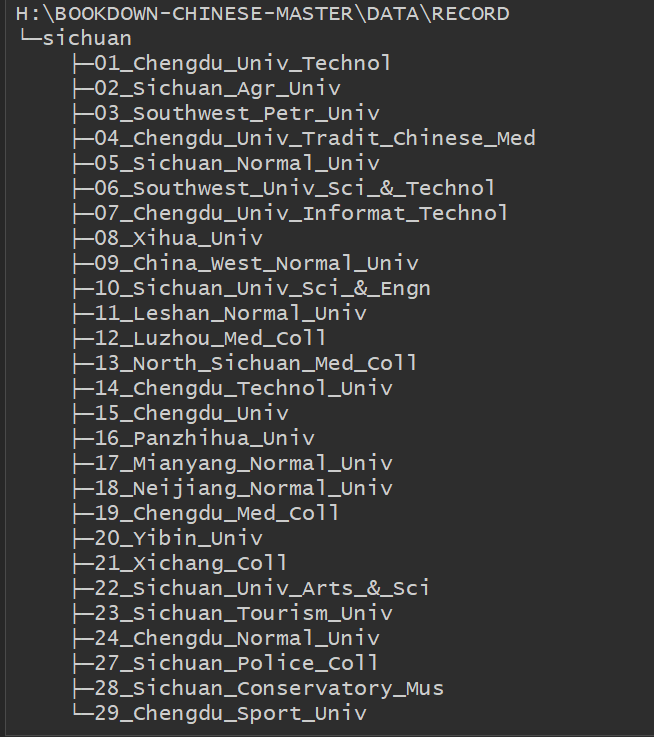 H:\BOOKDOWN-CHINESE-MASTER\DATA\RECORD
└─sichuan
    ├─01_Chengdu_Univ_Technol
    ├─02_Sichuan_Agr_Univ
    ├─03_Southwest_Petr_Univ
    ├─04_Chengdu_Univ_Tradit_Chinese_Med
    ├─05_Sichuan_Normal_Univ
    ├─06_Southwest_Univ_Sci_&_Technol
    ├─07_Chengdu_Univ_Informat_Technol
    ├─08_Xihua_Univ
    ├─09_China_West_Normal_Univ
    ├─10_Sichuan_Univ_Sci_&_Engn
    ├─11_Leshan_Normal_Univ
    ├─12_Luzhou_Med_Coll
    ├─13_North_Sichuan_Med_Coll
    ├─14_Chengdu_Technol_Univ
    ├─15_Chengdu_Univ
    ├─16_Panzhihua_Univ
    ├─17_Mianyang_Normal_Univ
    ├─18_Neijiang_Normal_Univ
    ├─19_Chengdu_Med_Coll
    ├─20_Yibin_Univ
    ├─21_Xichang_Coll
    ├─22_Sichuan_Univ_Arts_&_Sci
    ├─23_Sichuan_Tourism_Univ
    ├─24_Chengdu_Normal_Univ
    ├─27_Sichuan_Police_Coll
    ├─28_Sichuan_Conservatory_Mus
    └─29_Chengdu_Sport_Univ